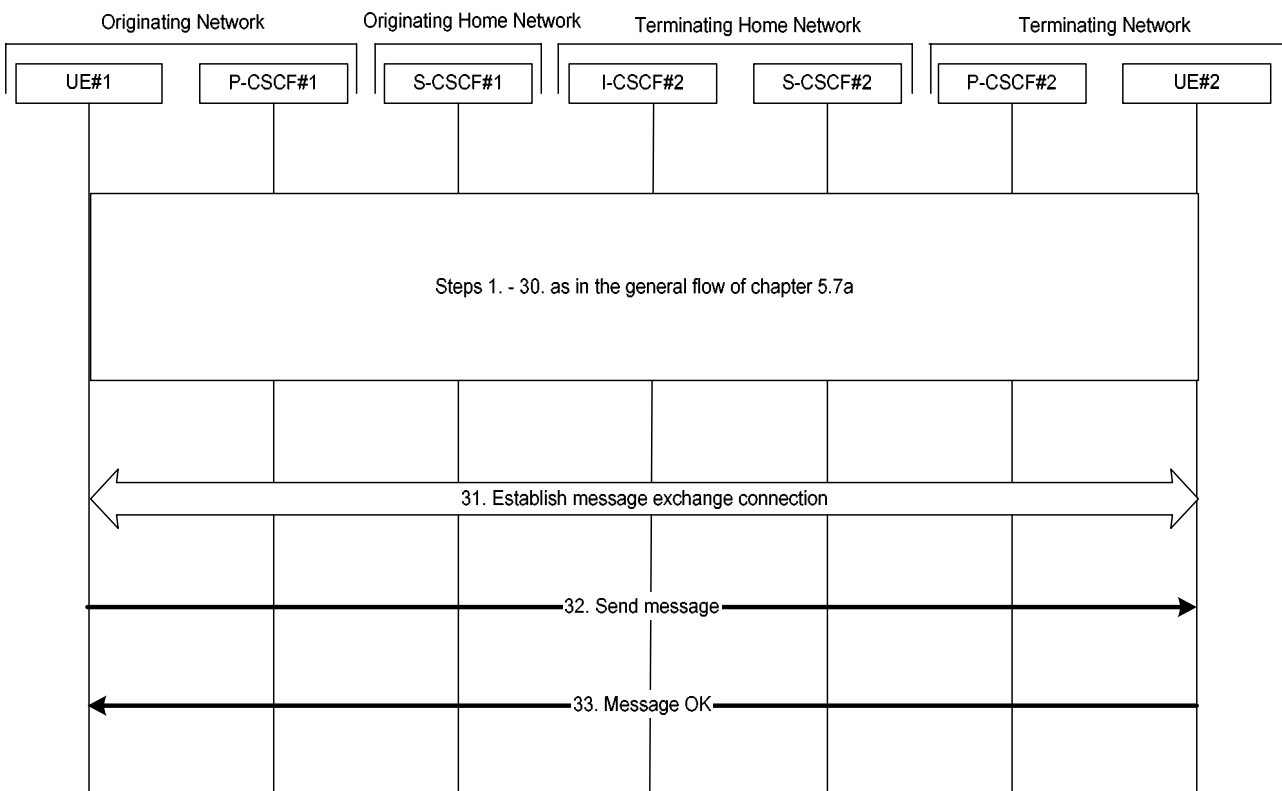 Originating Network
Originating Home Network
Terminating Home Network
Terminating Network
UE#1
P-CSCF#1
S-CSCF#1
I-CSCF#2
S-CSCF#2
P-CSCF#2
UE#2
Steps 1. - 30. as in the general flow of chapter 5.7a
31. Establish message exchange connection
32. Send message
33. Message OK